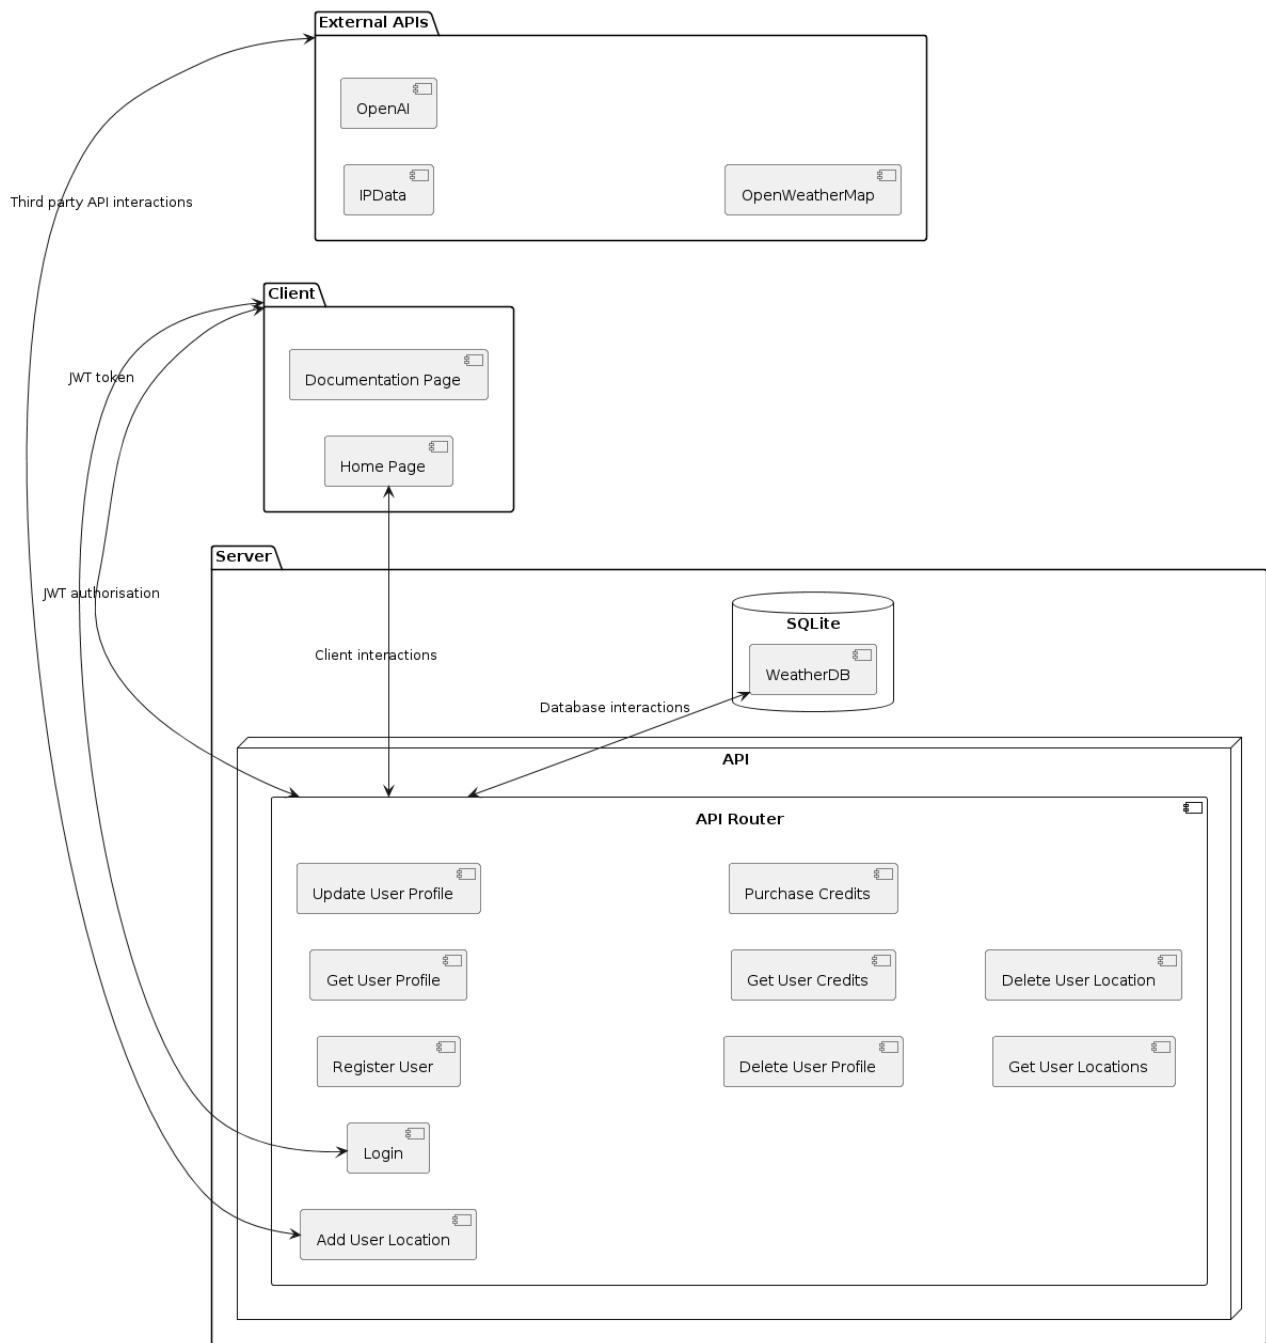 External APIs
OpenAI
IPData
OpenWeatherMap
Third party API interactions
Client
Documentation Page
JWT token
Home Page
Server
JWT authorisation
SQLite
WeatherDB
Client interactions
Database interactions
API
API Router
Update User Profile
Purchase Credits
Get User Profile
Get User Credits
Delete User Location
Register User
Delete User Profile
Get User Locations
Login
Add User Location